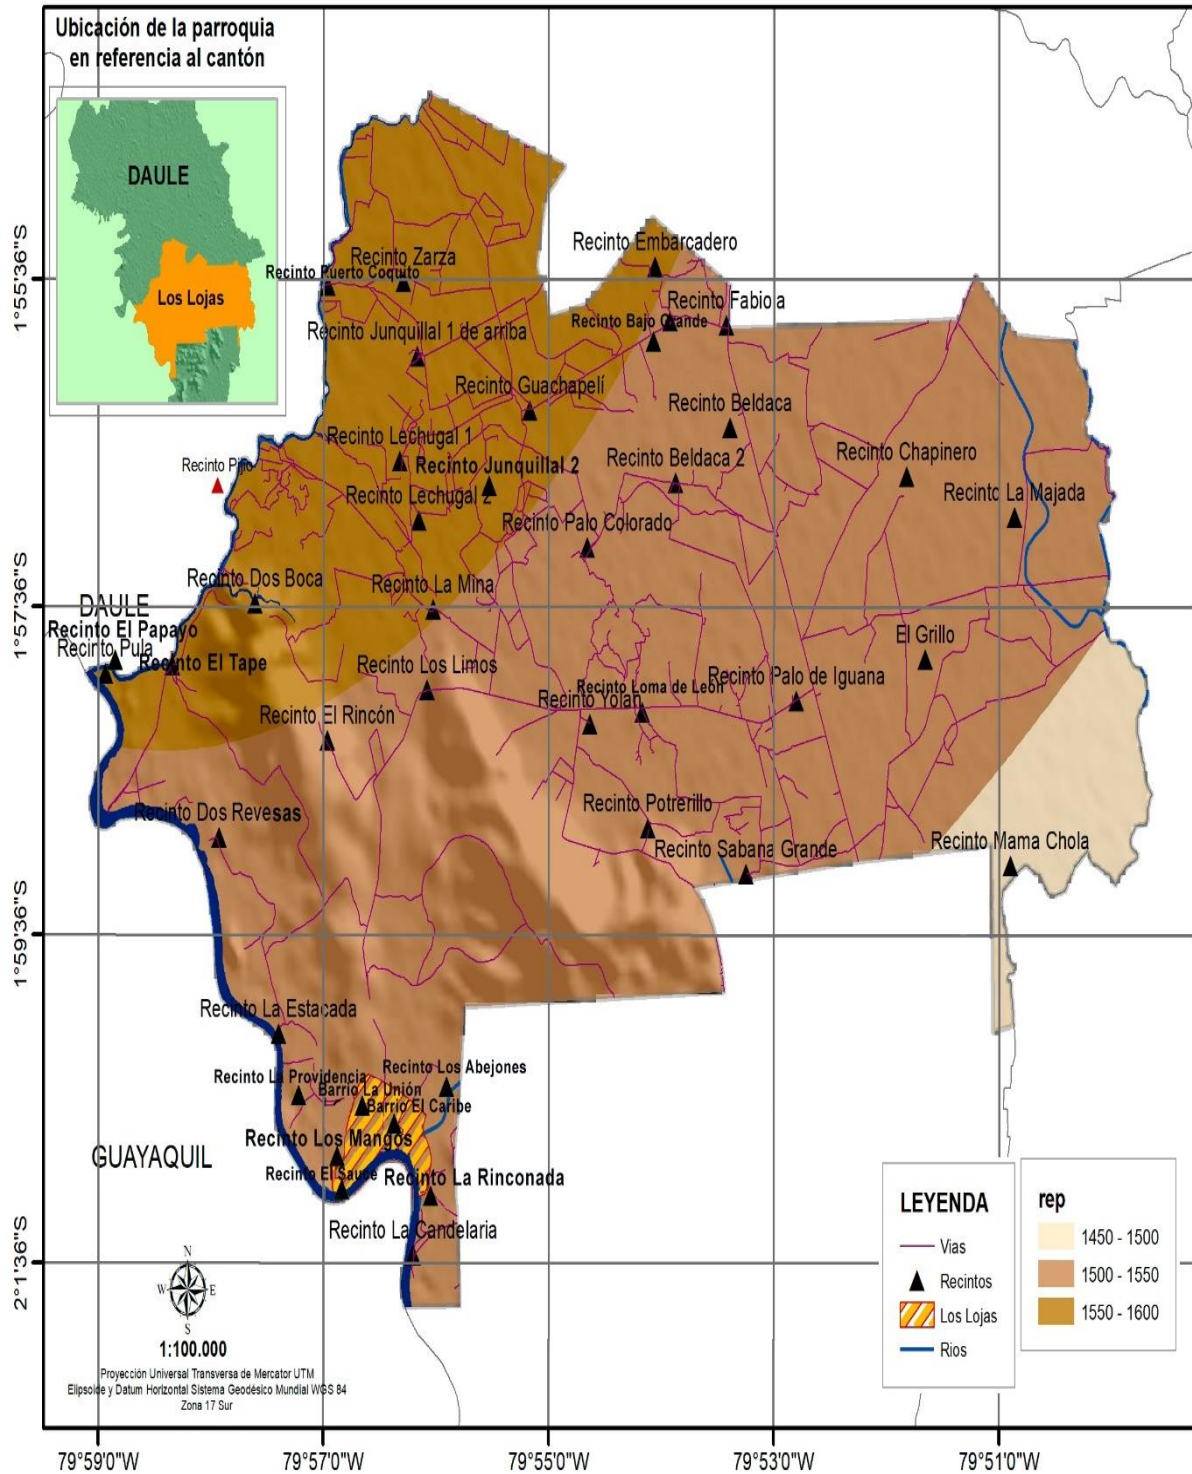 Ubicación de la parroquia
en referencia al cantón
DAULE
Los Lojas
1°55'36"S
1°57'36"S
1°59'36"S
2°1'36"S
Recinto Embarcadero
Recinto Zarza
Recinto Puerto Coquito
Recinto Fabiola
Recinto Bajo Grande
Recinto Junquillal 1 de arriba
Recinto Guachapelí
Recinto Beldaca
Recinto Lechugal 1
Recinto Chapinero
Recinto Pijio
Recinto Junquillal 2
Recinto Beldaca 2
Recinto Lechugal 2
Recinto La Majada
Recinto Palo Colorado
Recinto Dos Boca
Recinto La Mina
DAULE
Recinto El Papayo
Recinto Pula
Recinto El Tape
El Grillo
Recinto Los Limos
Recinto Palo de Iguana
Recinto Loma de León
Recinto Yolán
Recinto El Rincón
Recinto Dos Revesas
Recinto Potrerillo
Recinto Sabana Grande
Recinto Mama Chola
Recinto La Estacada
Recinto Los Abejones
Recinto La Providencia
Barrio La Unión
Barrio El Caribe
GUAYAQUIL
Recinto Los Mangos
Recinto El Sauce
Recinto La Rinconada
Recinto La Candelaria
N
W
E
S
1:100.000
Proyección Universal Transversa de Mercator UTM
Elipsoide y Datum Horizontal Sistema Geodésico Mundial WGS 84
Zona 17 Sur
LEYENDA
Vias
Recintos
Los Lojas
Rios
rep
1450 - 1500
1500 - 1550
1550 - 1600
79°59'0"W
79°57'0"W
79°55'0"W
79°53'0"W
79°51'0"W